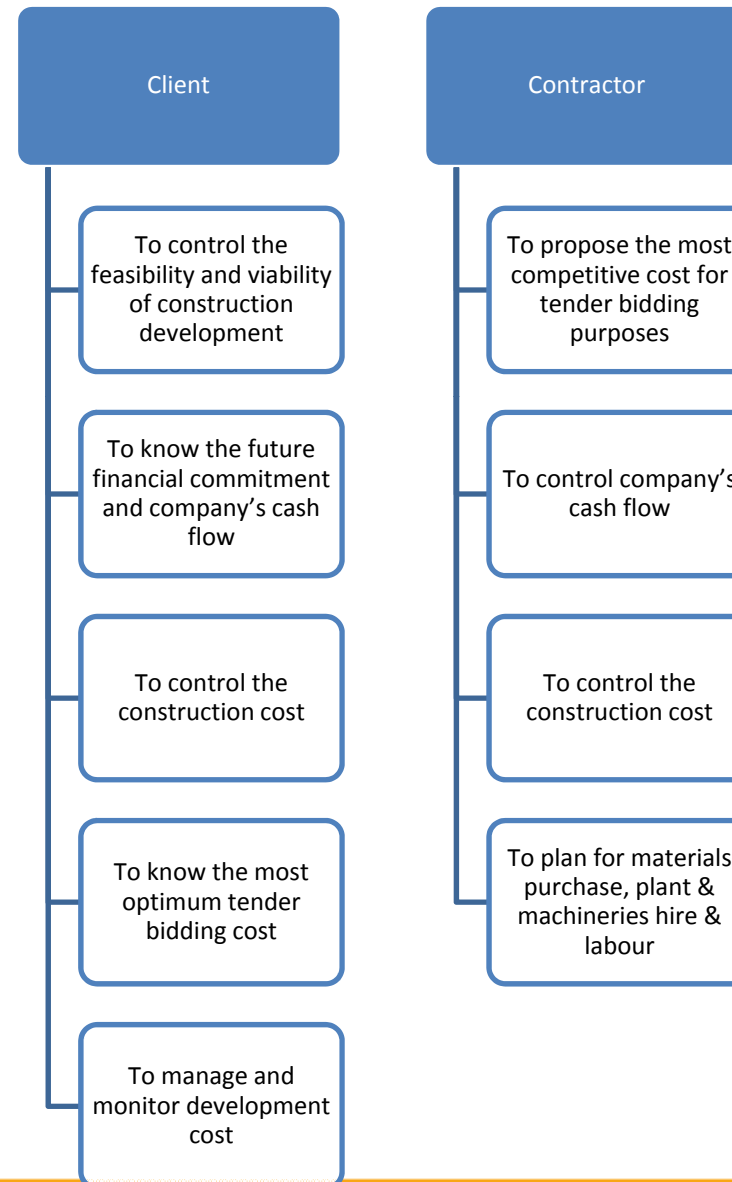 Client
To control the
feasibility and viability
of construction
development
To know the future
financial commitment
and company’s cash
flow
To control the
construction cost
To know the most
optimum tender
bidding cost
To manage and
monitor development
cost
Contractor
To propose the most
competitive cost for
tender bidding
purposes
To control company’s
cash flow
To control the
construction cost
To plan for materials
purchase, plant &
machineries hire &
labour